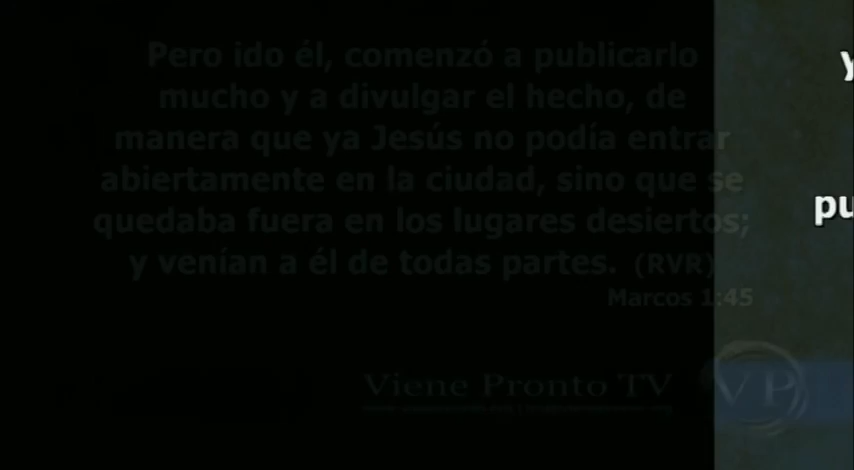 Pero ido él, comenzó a publicarlo
mucho y a divulgar el hecho, de
manera que ya Jesús no podía entrar
abiertamente en la ciudad, sino que se
quedaba fuera en los lugares desiertos;
y venían a él de todas partes. (RVR)
Marcos 1:45
y
pu
Viene Pronto TV
VP